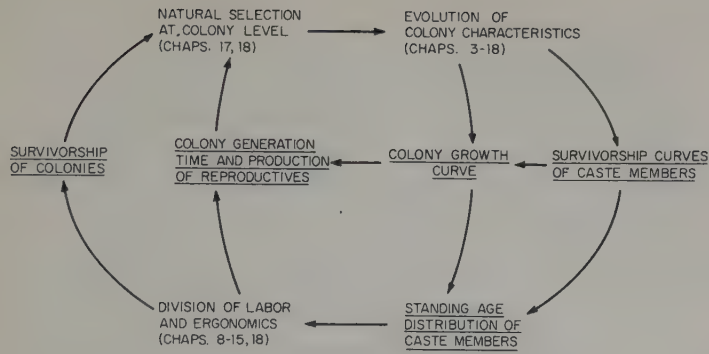 NATURAL SELECTION
AT COLONY LEVEL
(CHAPS. 17, 18)
EVOLUTION OF
COLONY CHARACTERISTICS
(CHAPS. 3-18)
SURVIVORSHIP
OF COLONIES
COLONY GENERATION
TIME AND PRODUCTION
OF REPRODUCTIVES
COLONY GROWTH
CURVE
SURVIVORSHIP CURVES
OF CASTE MEMBERS
DIVISION OF LABOR
AND ERGONOMICS
(CHAPS. 8-15, 18)
STANDING AGE
DISTRIBUTION OF
CASTE MEMBERS